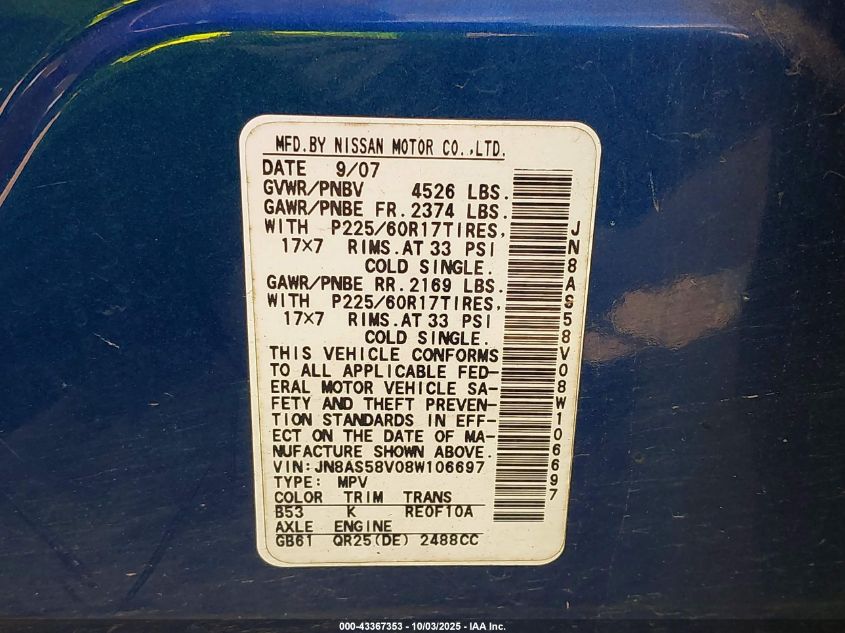 MFD.BY NISSAN MOTOR CO.,LTD.
DATE 9/07
GVWR/PNBV 4526 LBS.
GAWR/PNBE FR.2374 LBS.
WITH P225/60R17TIRES,
17×7 RIMS.AT 33 PSI
COLD SINGLE.
GAWR/PNBE RR.2169 LBS.
WITH P225/60R17TIRES,
17×7 RIMS.AT 33 PSI
COLD SINGLE.
THIS VEHICLE CONFORMS
TO ALL APPLICABLE FED-
ERAL MOTOR VEHICLE SA-
FETY AND THEFT PREVEN-
TION STANDARDS IN EFF-
ECT ON THE DATE OF MA-
NUFACTURE SHOWN ABOVE.
VIN:JN8AS58V08W106697
TYPE: MPV
COLOR TRIM TRANS
B53 K RE0F10A
AXLE ENGINE
GB61 QR25(DE) 2488CC
JN8AS58V08W106697
000-43367353 - 10/03/2025 - IAA Inc.